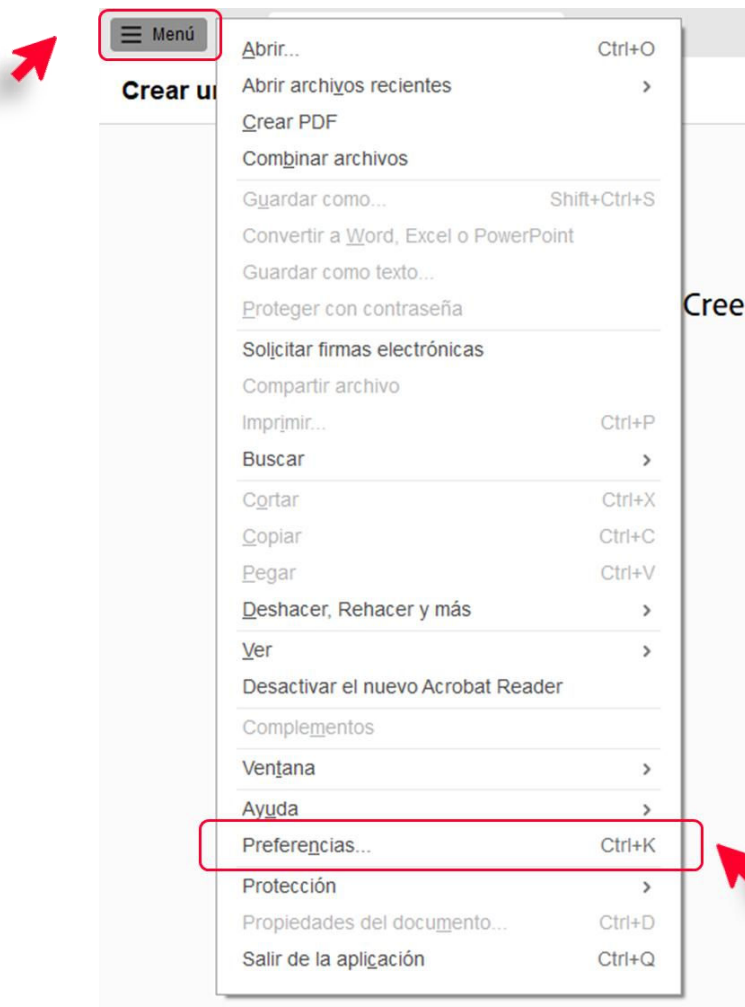 Menú
Crear un
Cree
Abrir... Ctrl+O
Abrir archivos recientes
Crear PDF
Combinar archivos
Guardar como... Shift+Ctrl+S
Convertir a Word, Excel o PowerPoint
Guardar como texto...
Proteger con contraseña
Solicitar firmas electrónicas
Compartir archivo
Imprimir... Ctrl+P
Buscar
Cortar Ctrl+X
Copiar Ctrl+C
Pegar Ctrl+V
Deshacer, Rehacer y más
Ver
Desactivar el nuevo Acrobat Reader
Complementos
Ventana
Ayuda
Preferencias... Ctrl+K
Protección
Propiedades del documento... Ctrl+D
Salir de la aplicación Ctrl+Q